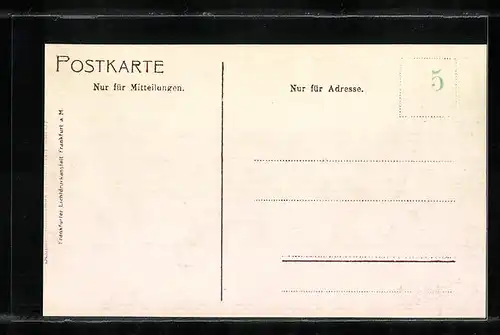 POSTKARTE
Nur für Mitteilungen.
Nur für Adresse.
5
Frankfurter Lichtdruckanstalt Frankfurt a. M.